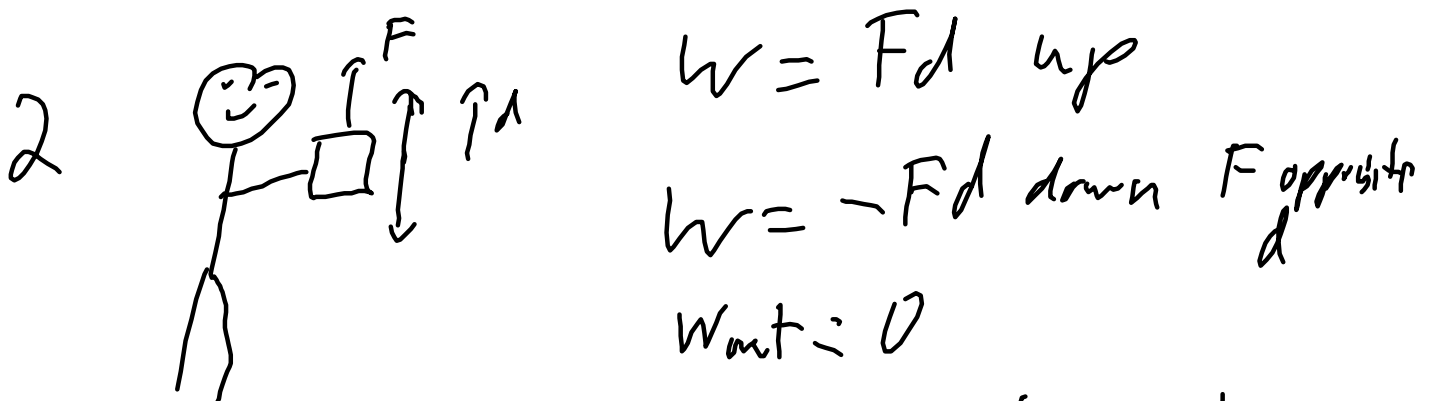 2
F
d
W = Fd up
W = -Fd down F opposite d
Wnet = 0